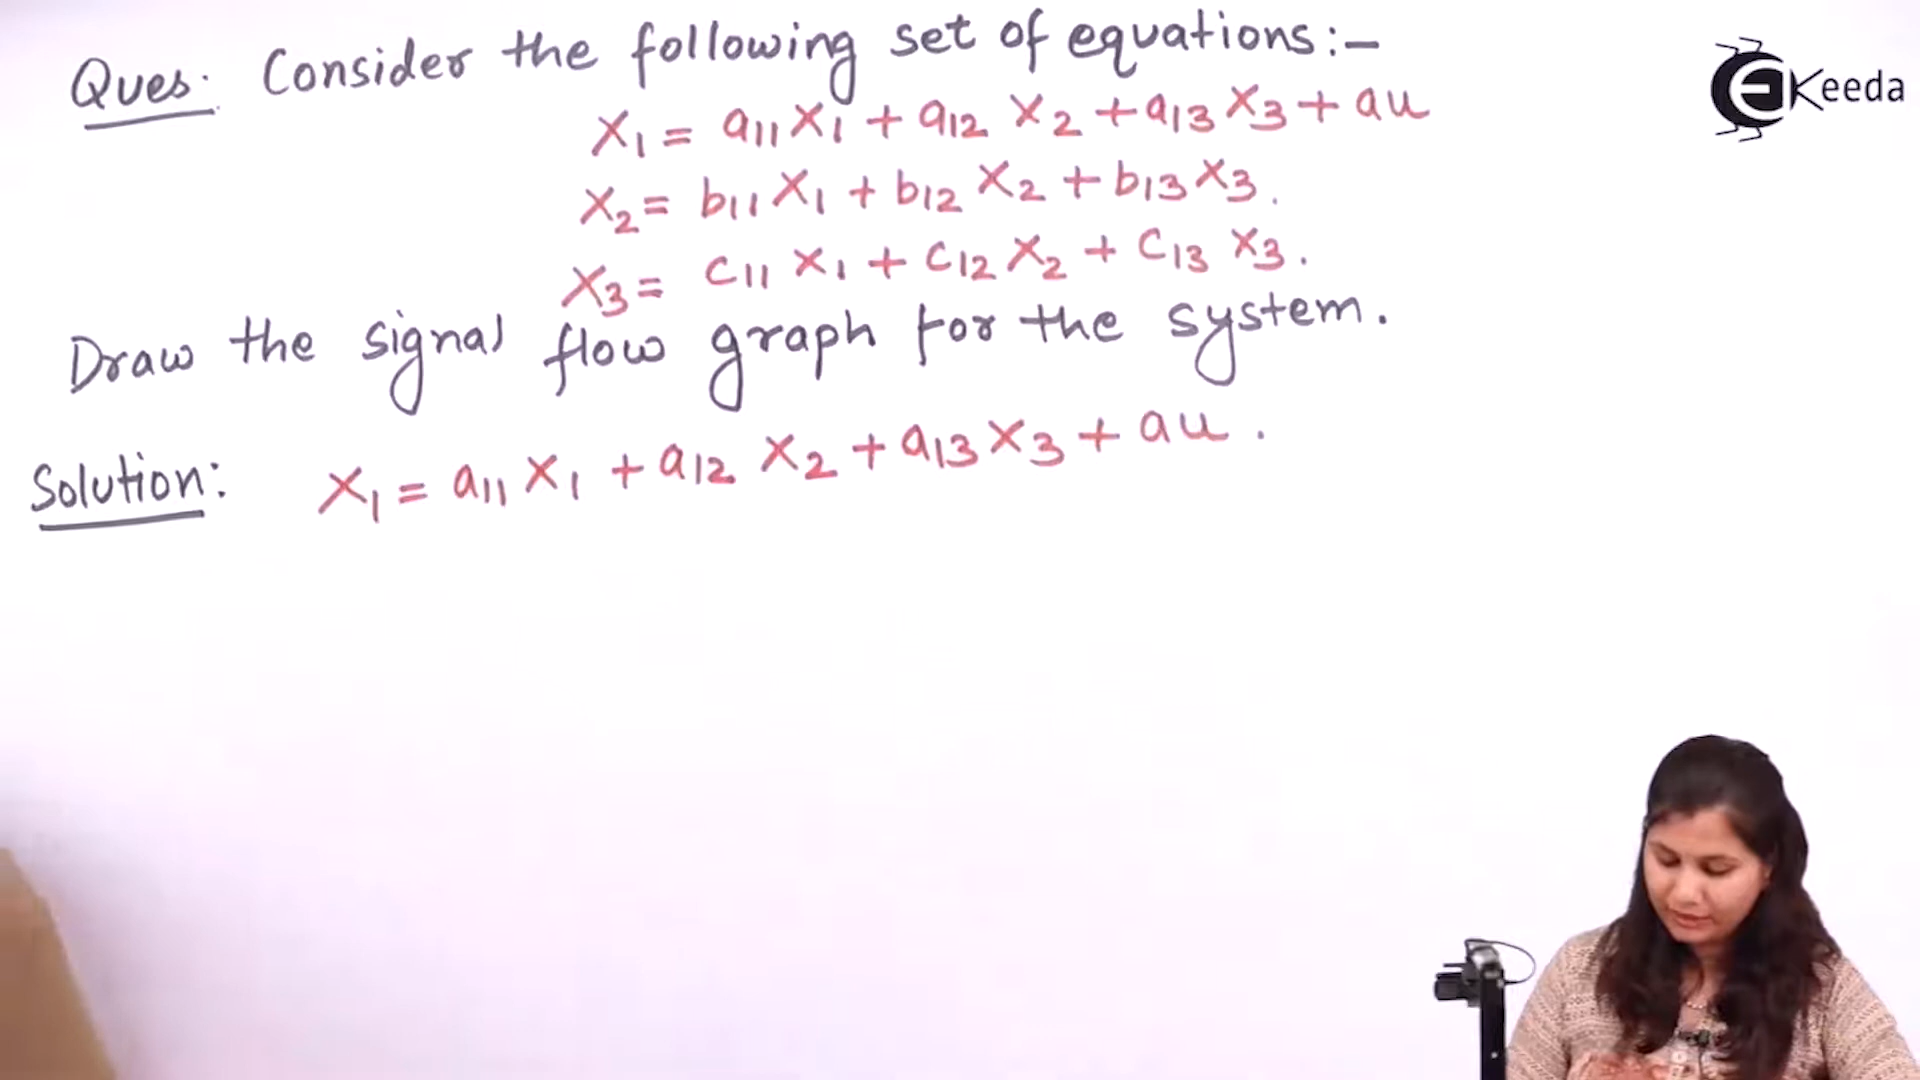 Ques. Consider the following set of equations:-
X1 = a11 X1 + a12 X2 + a13 X3 + au
X2 = b11 X1 + b12 X2 + b13 X3.
X3 = c11 X1 + c12 X2 + c13 X3.
Draw the signal flow graph for the system.
Solution: X1 = a11 X1 + a12 X2 + a13 X3 + au.
EKeeda